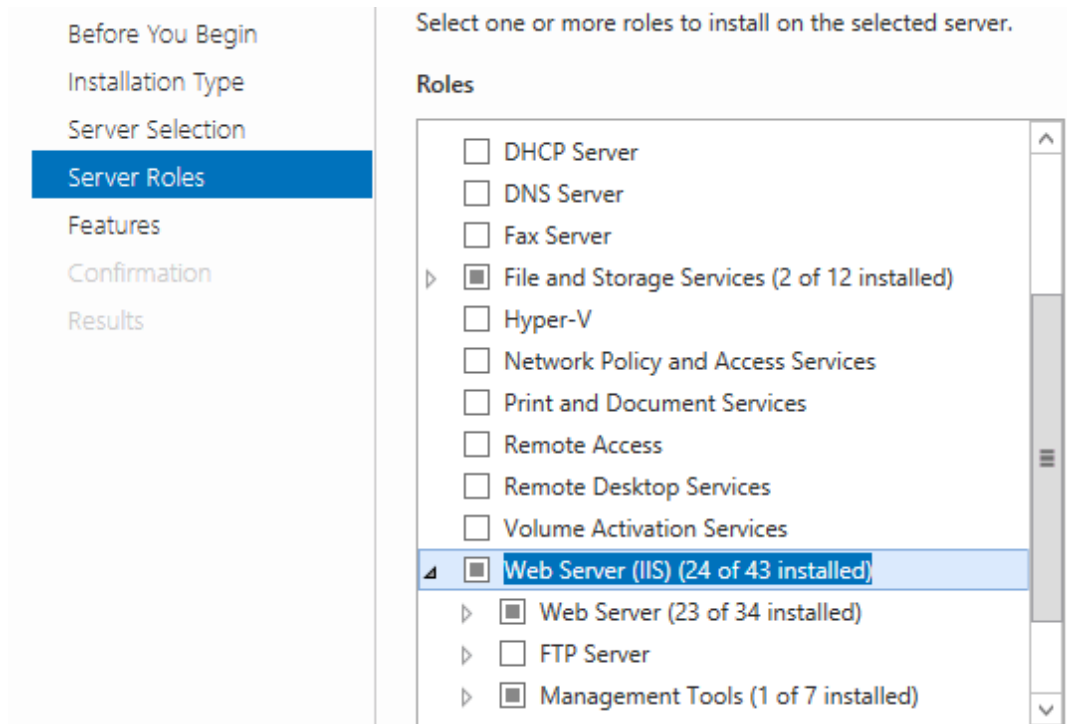 Before You Begin
Installation Type
Server Selection
Server Roles
Features
Confirmation
Results
Select one or more roles to install on the selected server.
Roles
DHCP Server
DNS Server
Fax Server
File and Storage Services (2 of 12 installed)
Hyper-V
Network Policy and Access Services
Print and Document Services
Remote Access
Remote Desktop Services
Volume Activation Services
Web Server (IIS) (24 of 43 installed)
Web Server (23 of 34 installed)
FTP Server
Management Tools (1 of 7 installed)